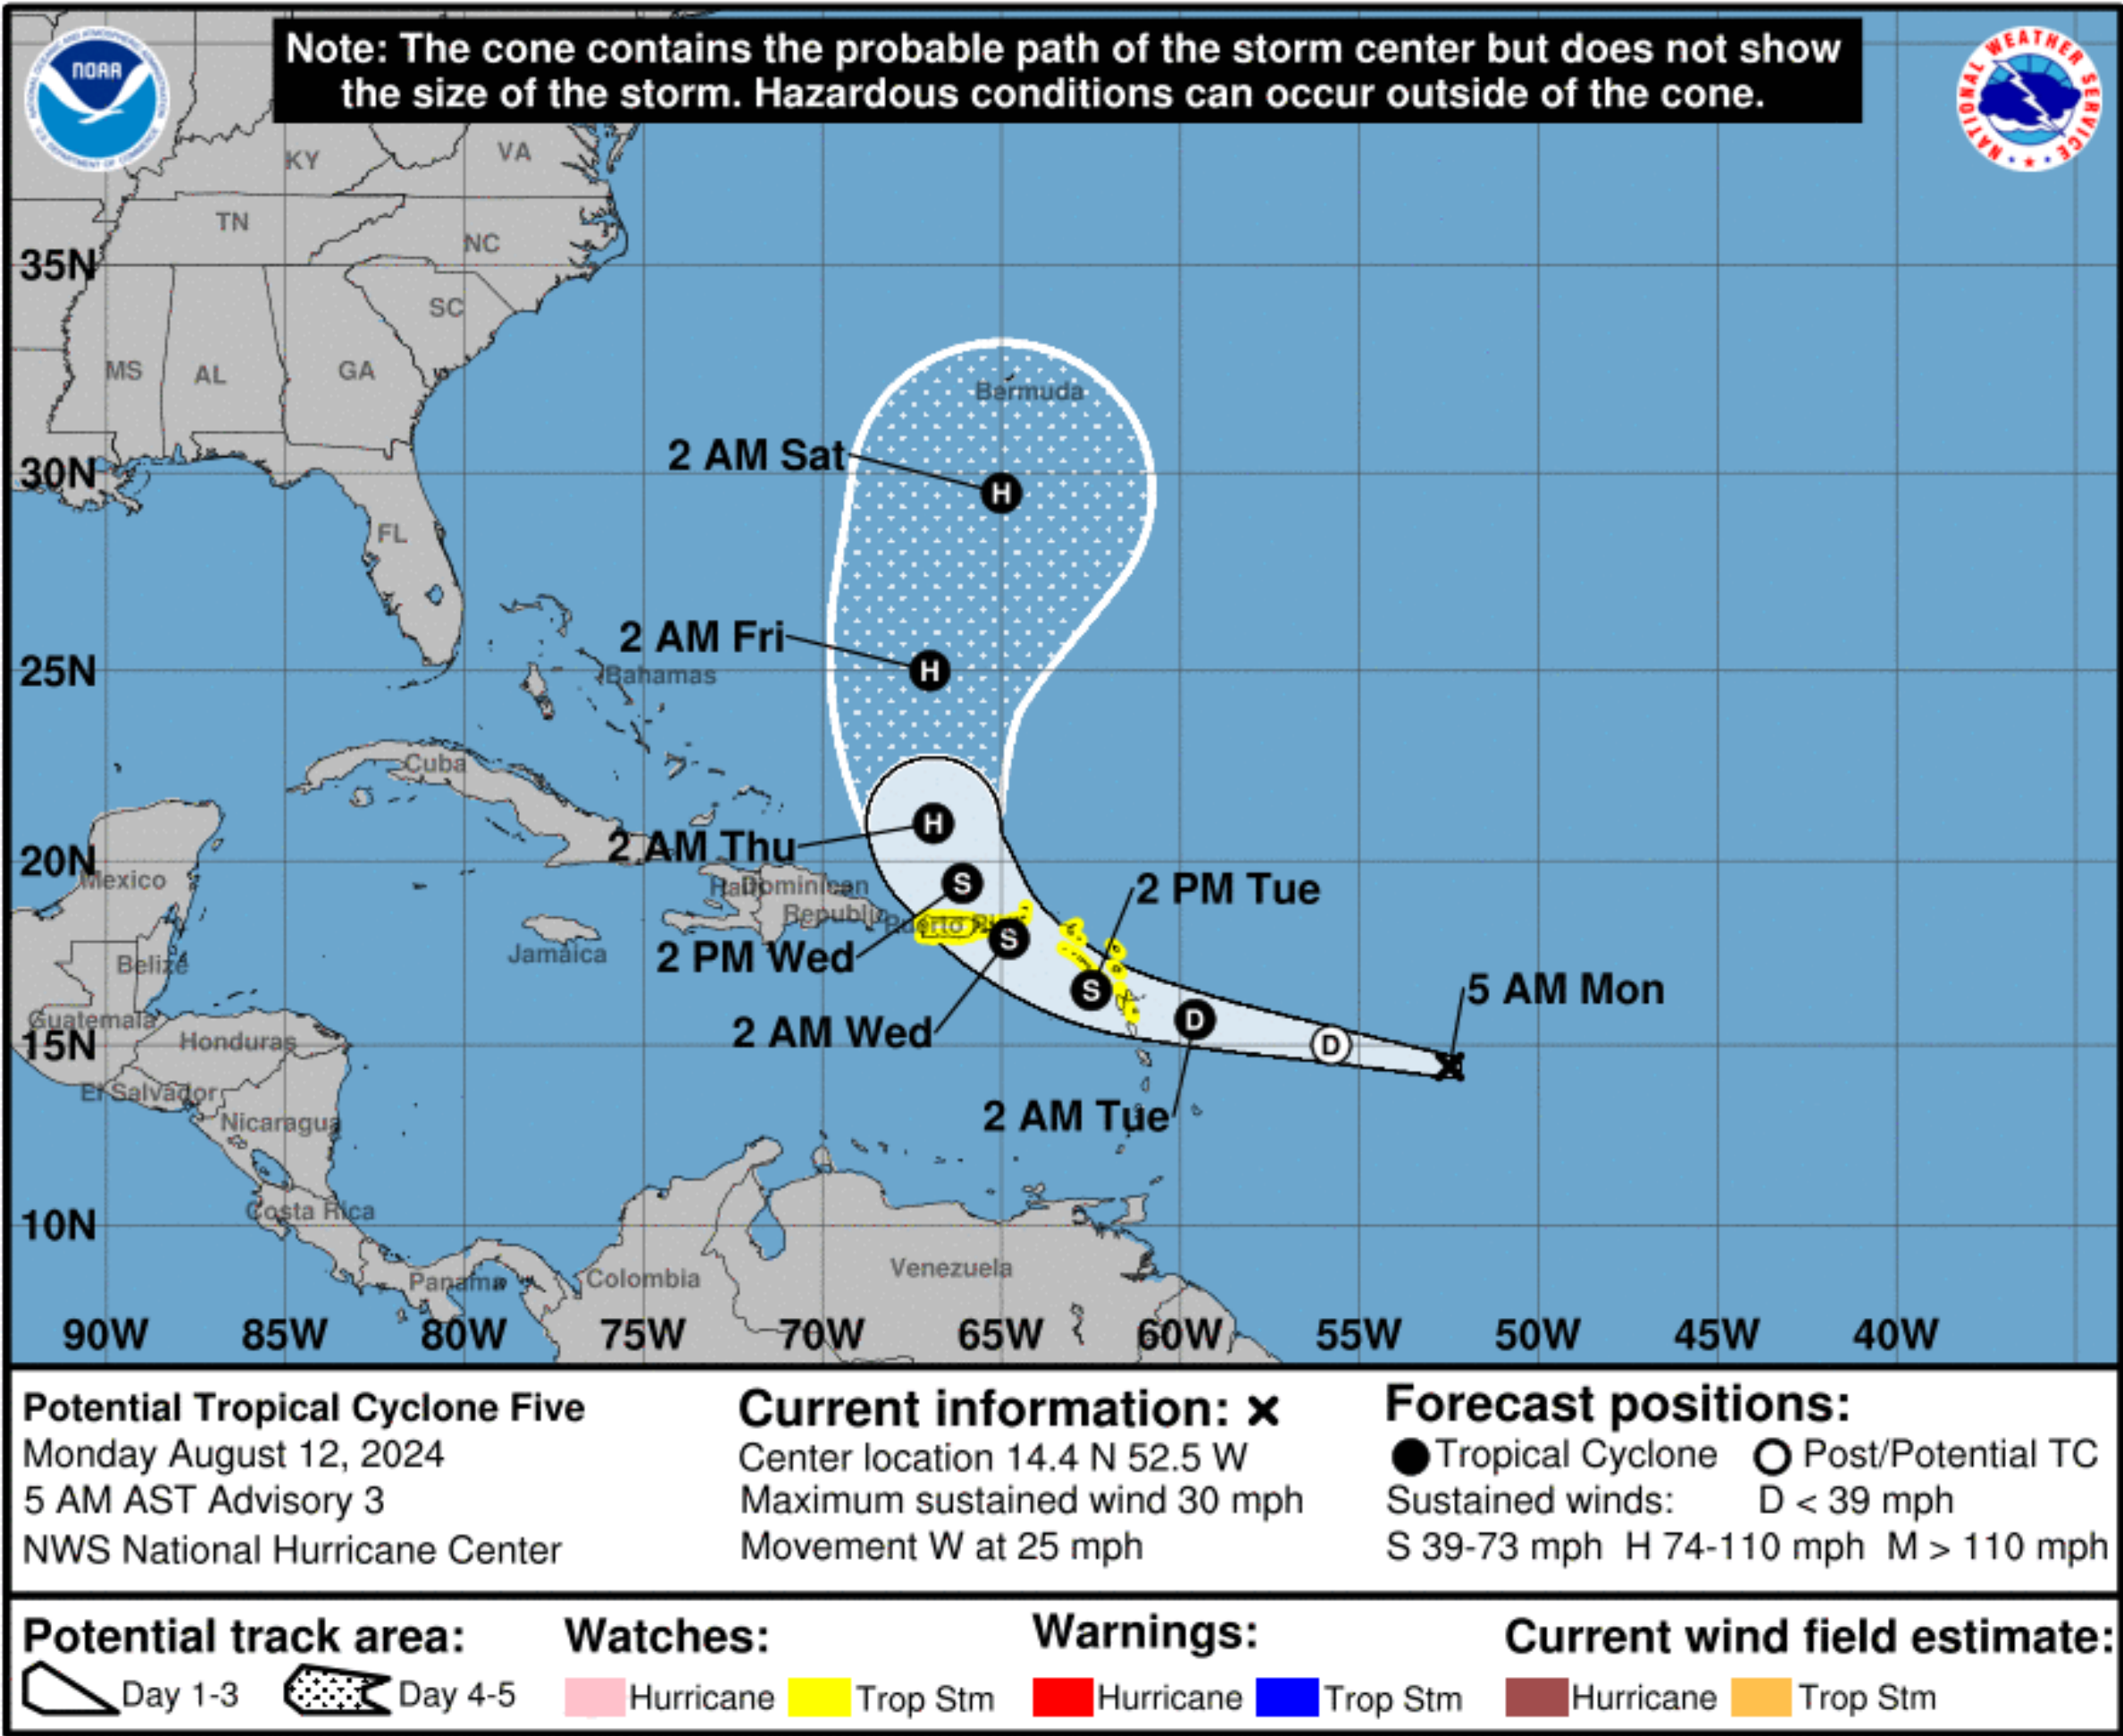 Note: The cone contains the probable path of the storm center but does not show
the size of the storm. Hazardous conditions can occur outside of the cone.
NOAA
NATIONAL WEATHER SERVICE
KY
VA
TN
NC
35N
SC
MS
AL
GA
Bermuda
2 AM Sat
30N
FL
2 AM Fri
25N
Bahamas
Cuba
2 AM Thu
20N
Mexico
Haiti
Dominican
Republic
2 PM Tue
Puerto Rico
Jamaica
2 PM Wed
Belize
5 AM Mon
Guatemala
2 AM Wed
Honduras
15N
El Salvador
Nicaragua
2 AM Tue
Costa Rica
10N
Panama
Colombia
Venezuela
H
H
H
S
S
S
D
D
90W 85W 80W 75W 70W 65W 60W 55W 50W 45W 40W
Potential Tropical Cyclone Five
Monday August 12, 2024
5 AM AST Advisory 3
NWS National Hurricane Center
Current information: x
Center location 14.4 N 52.5 W
Maximum sustained wind 30 mph
Movement W at 25 mph
Forecast positions:
Tropical Cyclone Post/Potential TC
Sustained winds: D < 39 mph
S 39-73 mph H 74-110 mph M > 110 mph
Potential track area:
Day 1-3 Day 4-5
Watches:
Hurricane Trop Stm
Warnings:
Hurricane Trop Stm
Current wind field estimate:
Hurricane Trop Stm